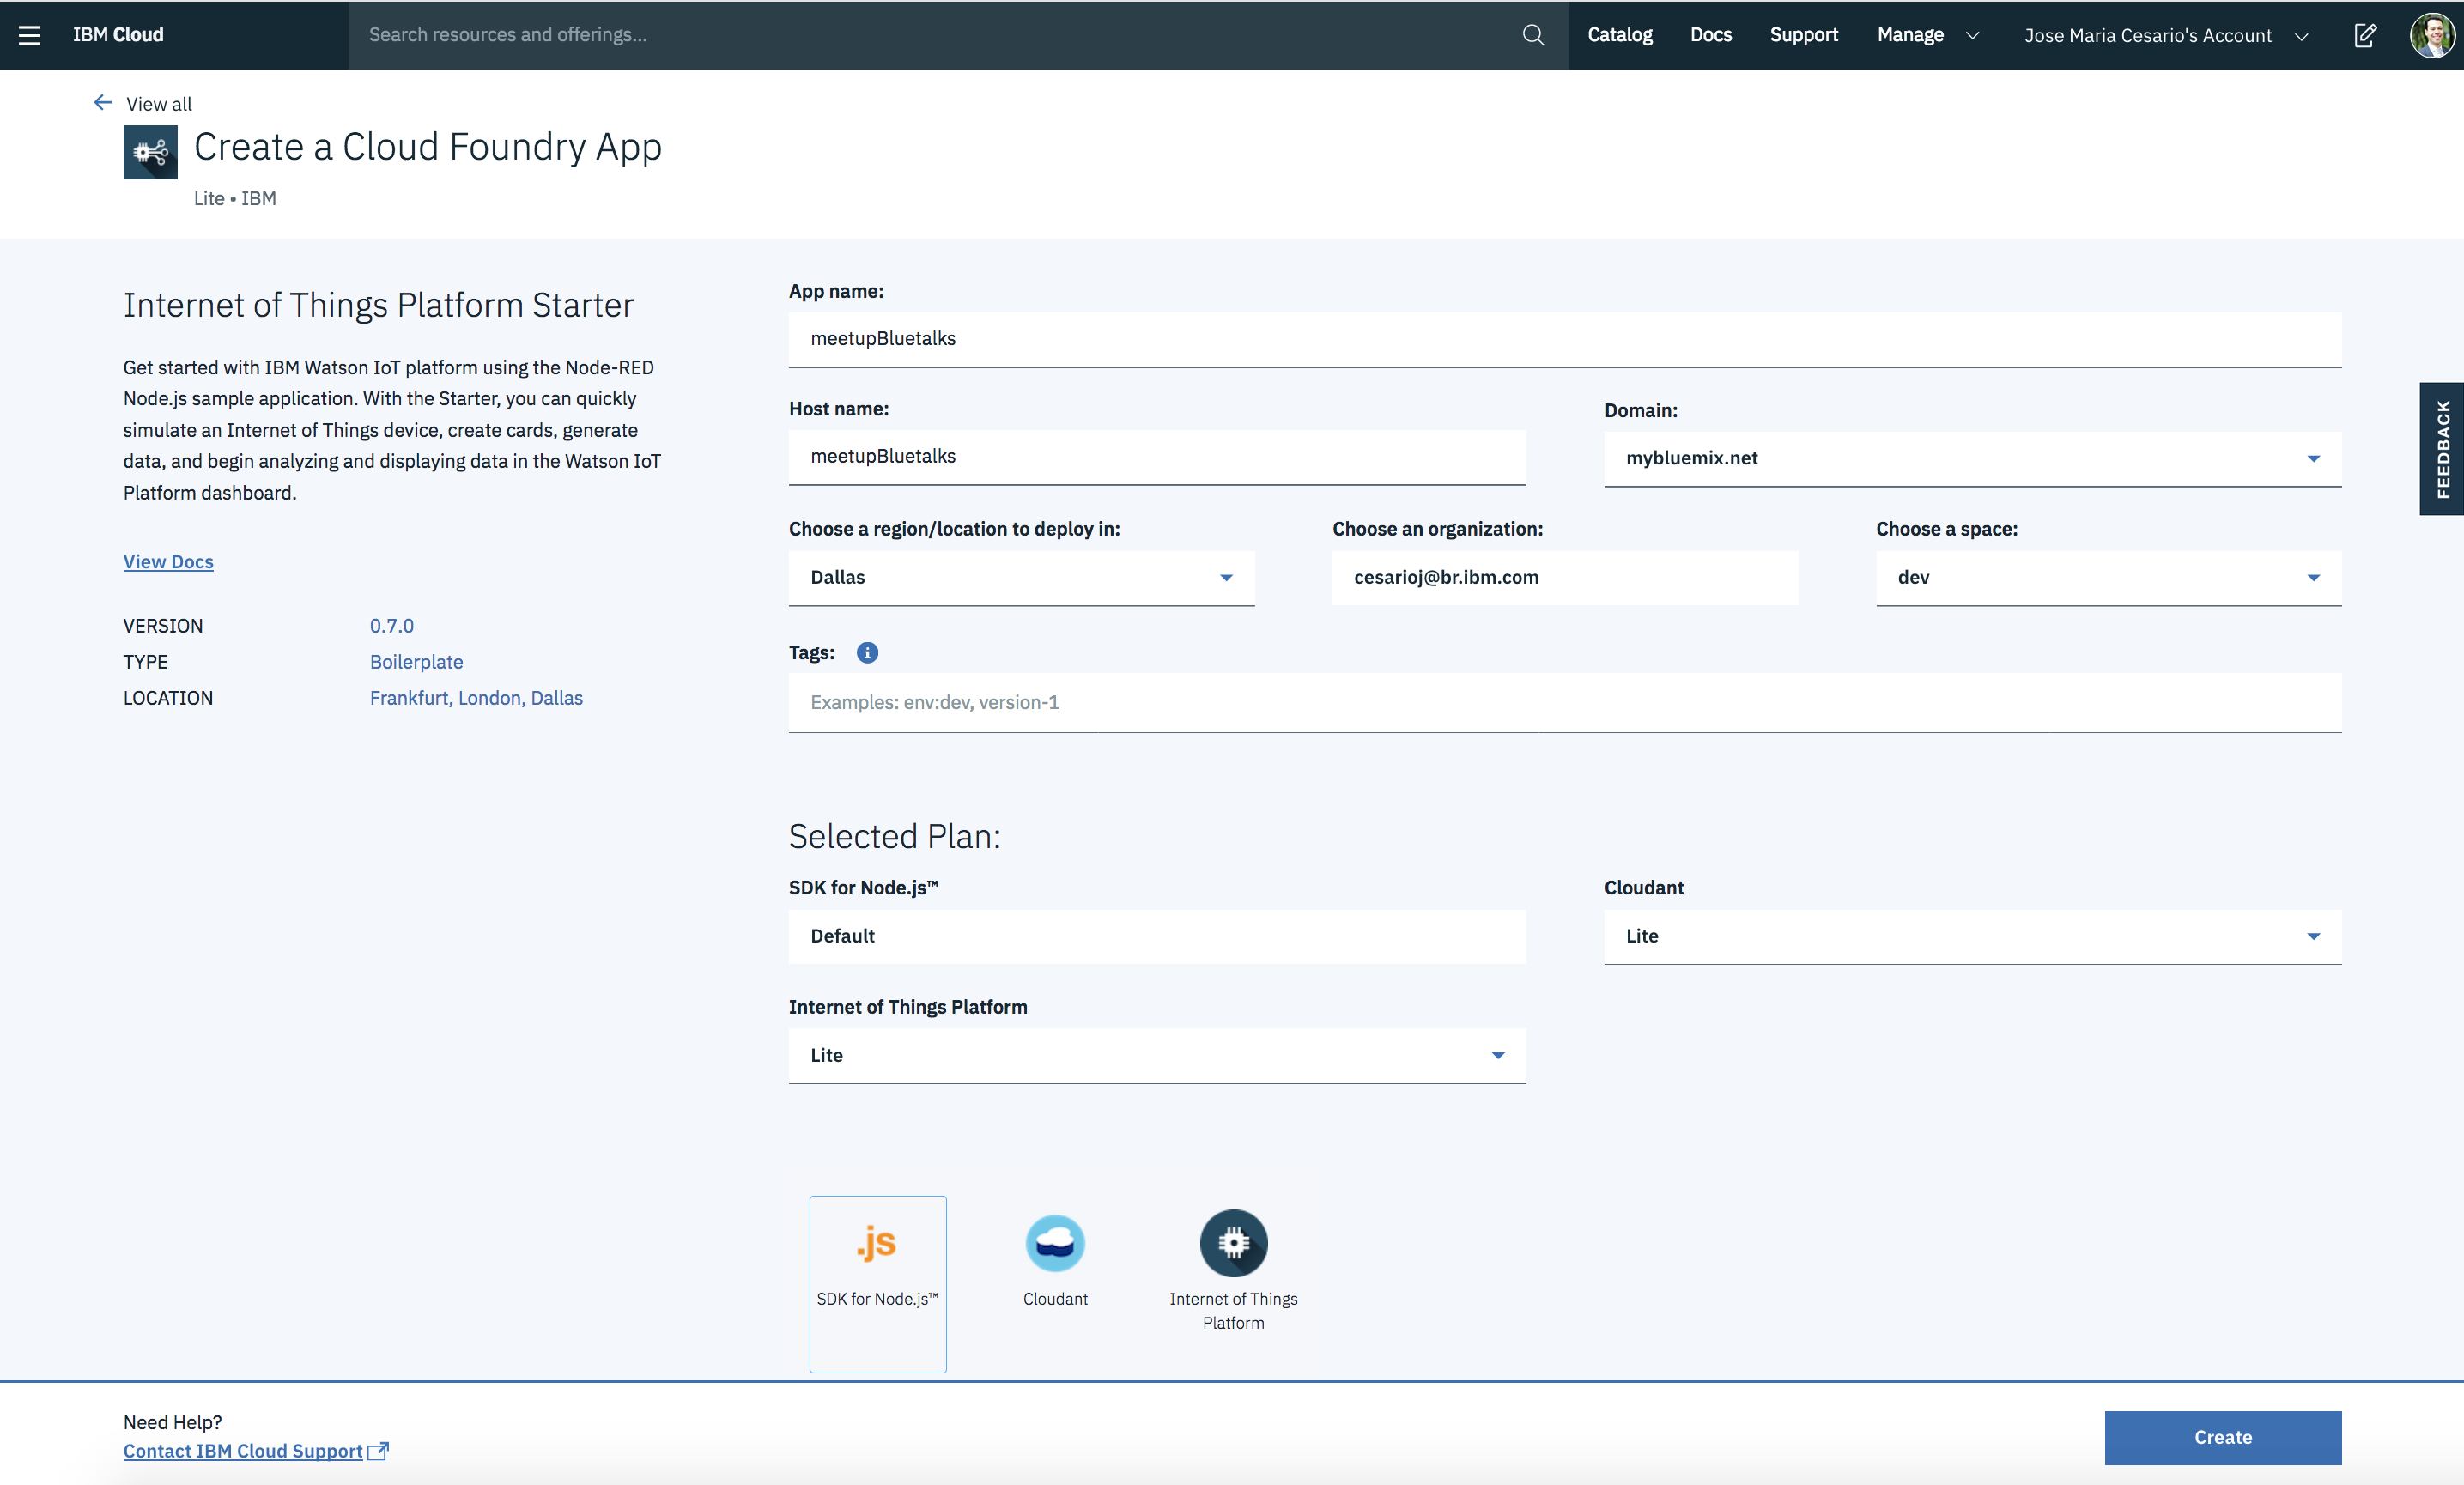 IBM Cloud
Search resources and offerings...
Catalog
Docs
Support
Manage
Jose Maria Cesario's Account
View all
Create a Cloud Foundry App
Lite • IBM
Internet of Things Platform Starter
Get started with IBM Watson IoT platform using the Node-RED
Node.js sample application. With the Starter, you can quickly
simulate an Internet of Things device, create cards, generate
data, and begin analyzing and displaying data in the Watson IoT
Platform dashboard.
View Docs
VERSION 0.7.0
TYPE Boilerplate
LOCATION Frankfurt, London, Dallas
App name:
meetupBluetalks
Host name:
meetupBluetalks
Domain:
mybluemix.net
Choose a region/location to deploy in:
Dallas
Choose an organization:
cesarioj@br.ibm.com
Choose a space:
dev
Tags:
i
Examples: env:dev, version-1
Selected Plan:
SDK for Node.js™
Default
Cloudant
Lite
Internet of Things Platform
Lite
.js
SDK for Node.js™
Cloudant
Internet of Things
Platform
FEEDBACK
Need Help?
Contact IBM Cloud Support
Create